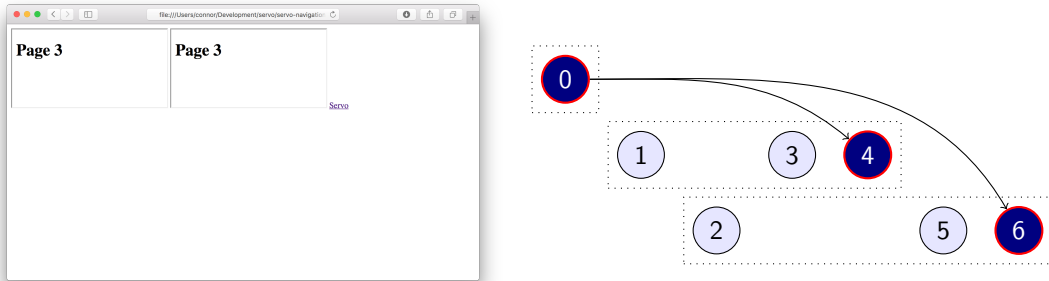 file:///Users/connor/Development/servo/servo-navigation
Page 3
Page 3
Servo
0
1
3
4
2
5
6